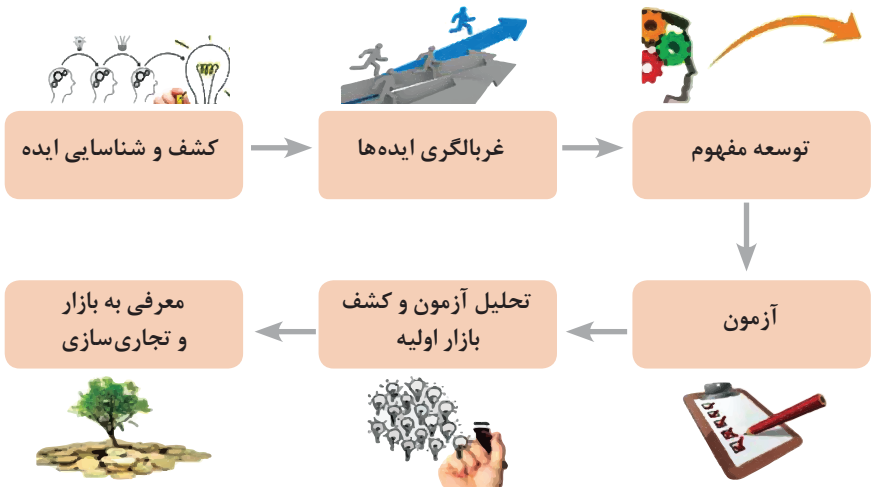 کشف و شناسایی ایده
غربالگری ایده‌ها
توسعه مفهوم
آزمون
تحلیل آزمون و کشف
بازار اولیه
معرفی به بازار
و تجاری‌سازی